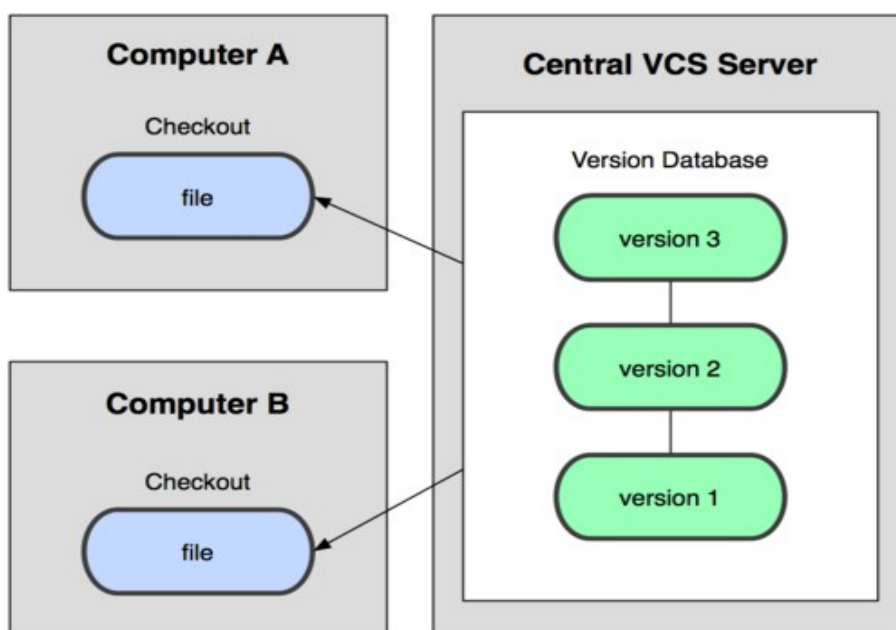 Computer A
Checkout
file
Computer B
Checkout
file
Central VCS Server
Version Database
version 3
version 2
version 1